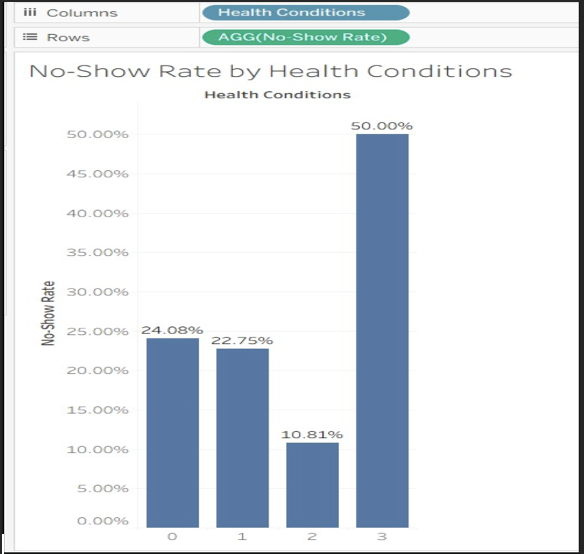 iii Columns Health Conditions
Rows AGG(No-Show Rate)
No-Show Rate by Health Conditions
Health Conditions
50.00%
50.00%
45.00%
40.00%
35.00%
30.00%
No-Show Rate
25.00% 24.08%
22.75%
20.00%
15.00%
10.81%
10.00%
5.00%
0.00%
0 1 2 3